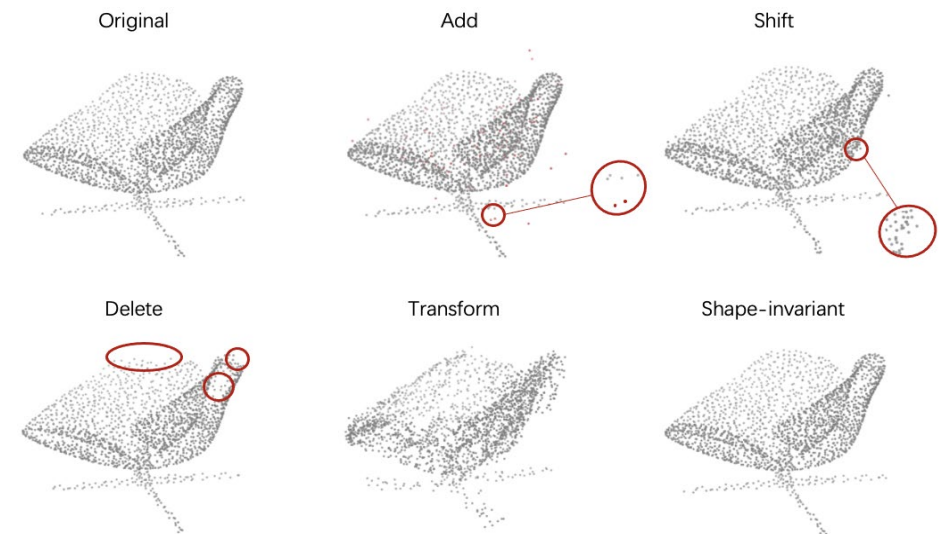 Original
Add
Shift
Delete
Transform
Shape-invariant